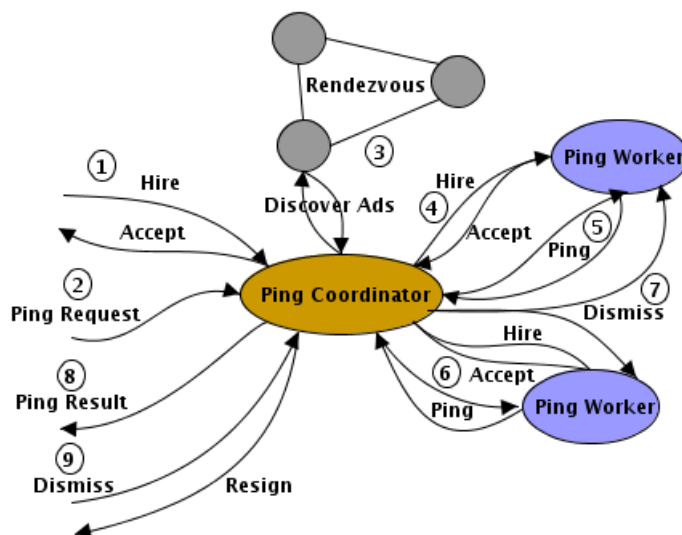 Rendezvous
1
Hire
3
Ping Worker
Hire
4
Discover Ads
Accept
Accept
5
Ping
2
Ping Coordinator
7
Ping Request
Dismiss
Hire
8
6
Accept
Ping Result
Ping
Ping Worker
9
Dismiss
Resign